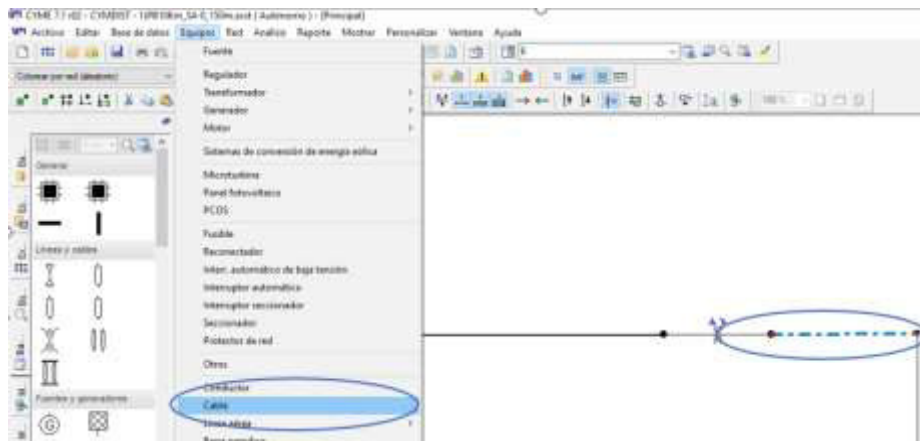 CYME 7.1 r02 - CYMDIST - (Autónomo) - [Principal]
Archivo Editar Base de datos Equipos Red Análisis Reporte Mostrar Personalizar Ventana Ayuda
Fuente
Regulador
Transformador
Generador
Motor
Sistemas de conversión de energía eólica
Microturbina
Panel fotovoltaico
PCOS
Fusible
Reconectador
Interr. automático de baja tensión
Interruptor automático
Interruptor seccionador
Seccionador
Protector de red
Otros
Conductor
Cable
Línea aérea
General
Líneas y cables
Fuentes y generadores
G